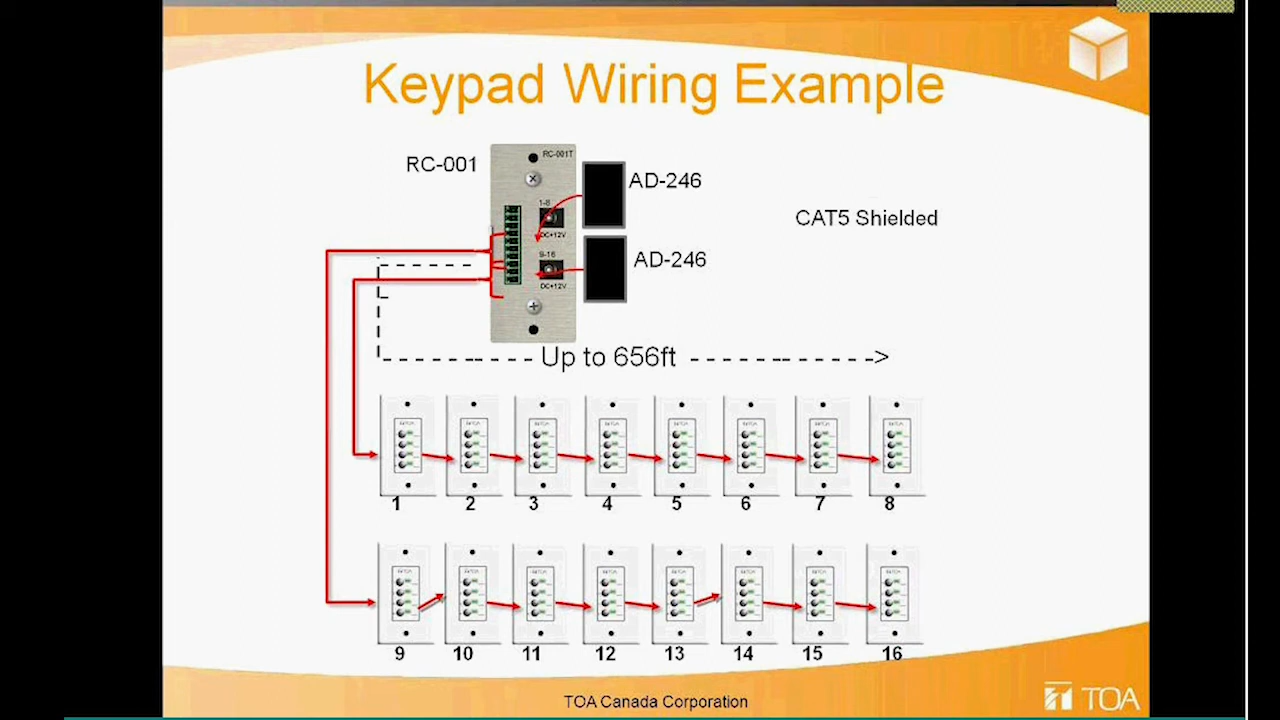 Keypad Wiring Example
RC-001
RC-001T
AD-246
1-8
DC+12V
CAT5 Shielded
9-16
AD-246
DC+12V
Up to 656ft
1 2 3 4 5 6 7 8
9 10 11 12 13 14 15 16
TOA Canada Corporation
TOA